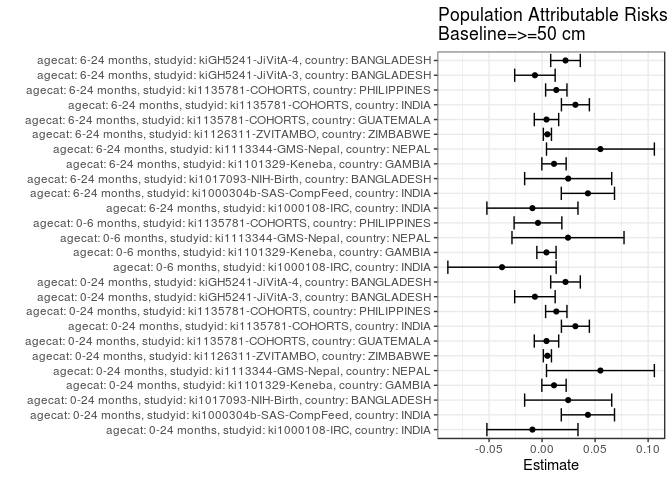 Population Attributable Risks
Baseline=>=50 cm
agecat: 6-24 months, studyid: kiGH5241-JiVitA-4, country: BANGLADESH
agecat: 6-24 months, studyid: kiGH5241-JiVitA-3, country: BANGLADESH
agecat: 6-24 months, studyid: ki1135781-COHORTS, country: PHILIPPINES
agecat: 6-24 months, studyid: ki1135781-COHORTS, country: INDIA
agecat: 6-24 months, studyid: ki1135781-COHORTS, country: GUATEMALA
agecat: 6-24 months, studyid: ki1126311-ZVITAMBO, country: ZIMBABWE
agecat: 6-24 months, studyid: ki1113344-GMS-Nepal, country: NEPAL
agecat: 6-24 months, studyid: ki1101329-Keneba, country: GAMBIA
agecat: 6-24 months, studyid: ki1017093-NIH-Birth, country: BANGLADESH
agecat: 6-24 months, studyid: ki1000304b-SAS-CompFeed, country: INDIA
agecat: 6-24 months, studyid: ki1000108-IRC, country: INDIA
agecat: 0-6 months, studyid: ki1135781-COHORTS, country: PHILIPPINES
agecat: 0-6 months, studyid: ki1113344-GMS-Nepal, country: NEPAL
agecat: 0-6 months, studyid: ki1101329-Keneba, country: GAMBIA
agecat: 0-6 months, studyid: ki1000108-IRC, country: INDIA
agecat: 0-24 months, studyid: kiGH5241-JiVitA-4, country: BANGLADESH
agecat: 0-24 months, studyid: kiGH5241-JiVitA-3, country: BANGLADESH
agecat: 0-24 months, studyid: ki1135781-COHORTS, country: PHILIPPINES
agecat: 0-24 months, studyid: ki1135781-COHORTS, country: INDIA
agecat: 0-24 months, studyid: ki1135781-COHORTS, country: GUATEMALA
agecat: 0-24 months, studyid: ki1126311-ZVITAMBO, country: ZIMBABWE
agecat: 0-24 months, studyid: ki1113344-GMS-Nepal, country: NEPAL
agecat: 0-24 months, studyid: ki1101329-Keneba, country: GAMBIA
agecat: 0-24 months, studyid: ki1017093-NIH-Birth, country: BANGLADESH
agecat: 0-24 months, studyid: ki1000304b-SAS-CompFeed, country: INDIA
agecat: 0-24 months, studyid: ki1000108-IRC, country: INDIA
-0.05 0.00 0.05 0.10
Estimate